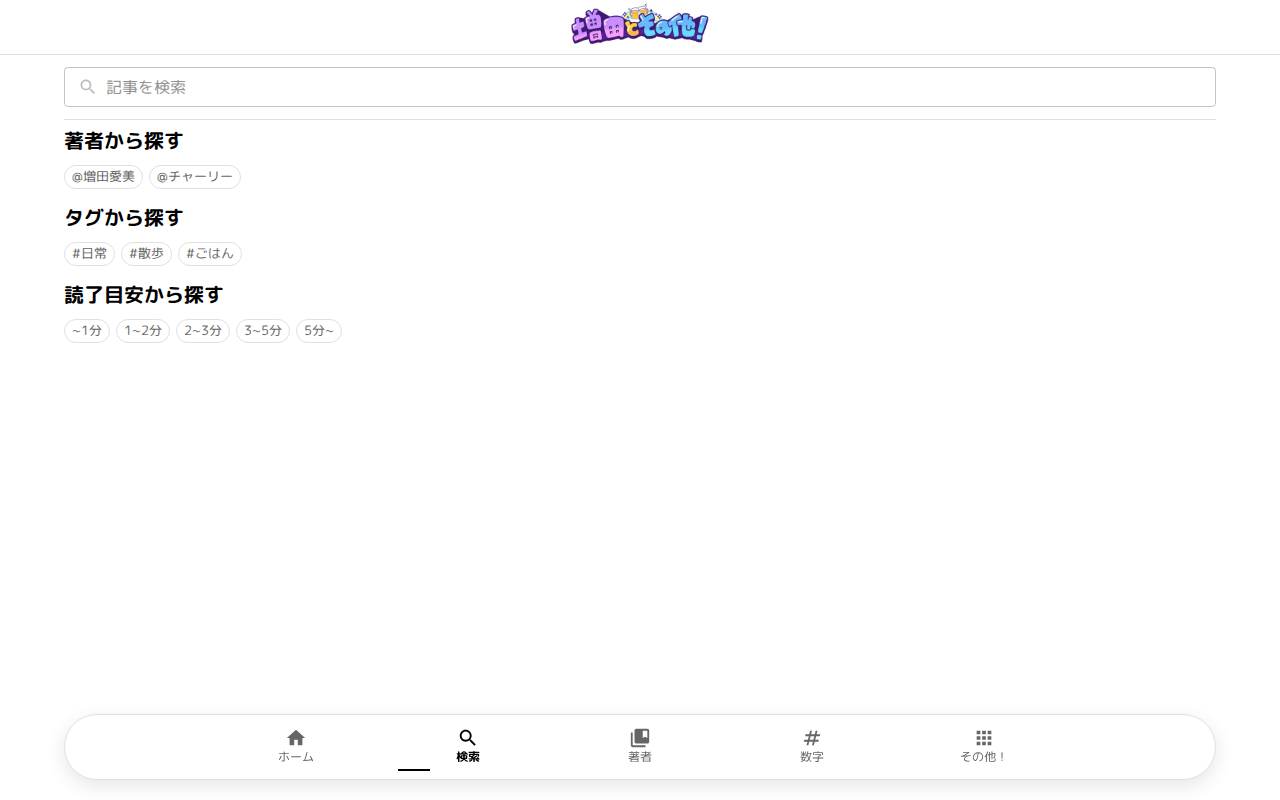 増田とその他!
記事を検索
著者から探す
@増田愛美 @チャーリー
タグから探す
#日常 #散歩 #ごはん
読了目安から探す
~1分 1~2分 2~3分 3~5分 5分~
ホーム 検索 著者 数字 その他！